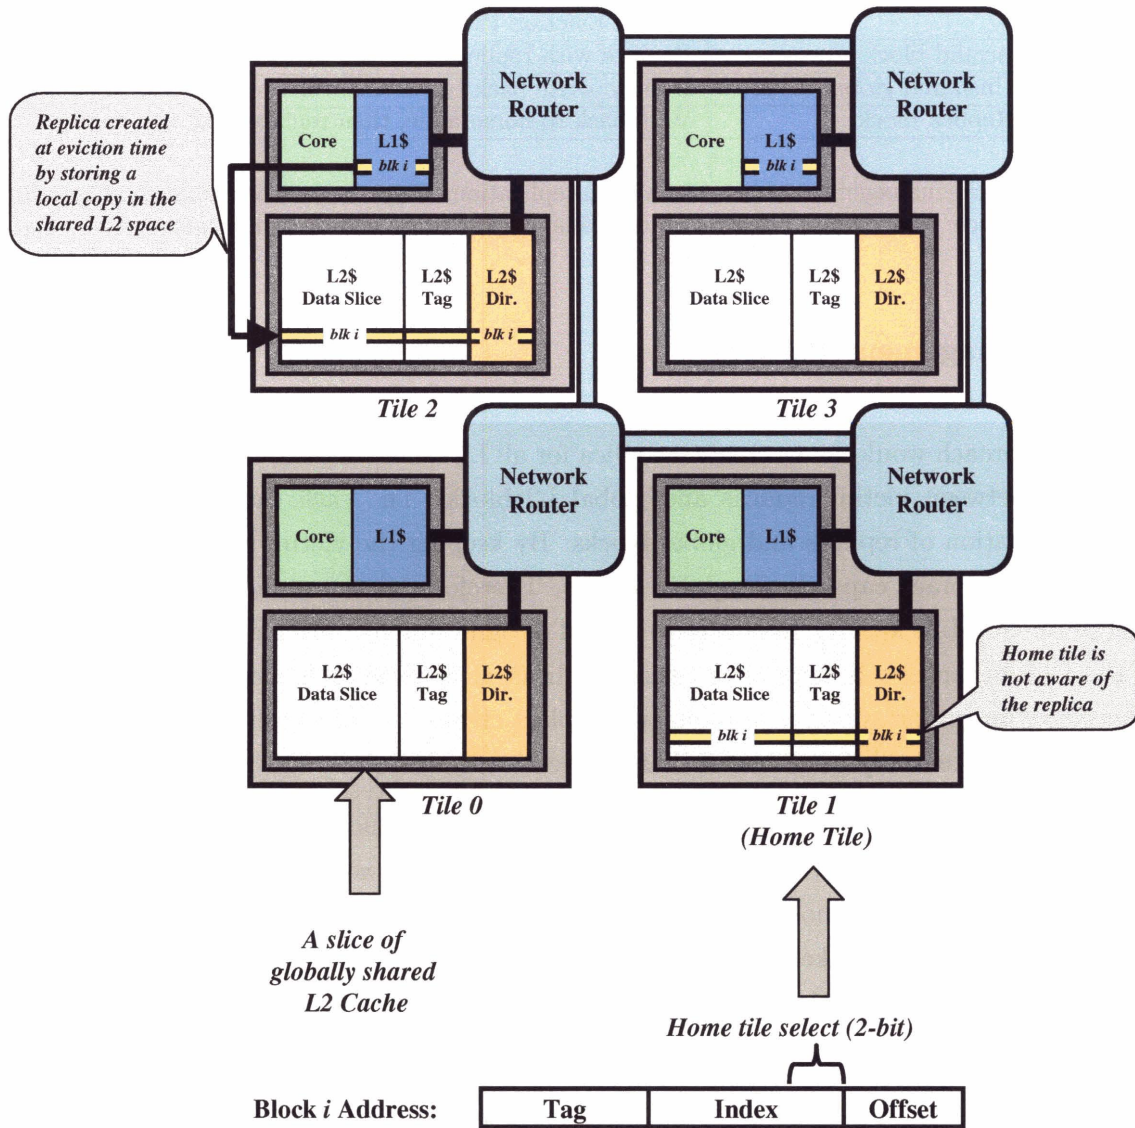 Network
Router
Network
Router
Replica created
at eviction time
by storing a
local copy in the
shared L2 space
Core
L1$
blk i
Core
L1$
blk i
L2$
Data Slice
L2$
Tag
L2$
Dir.
blk i
blk i
L2$
Data Slice
L2$
Tag
L2$
Dir.
Tile 2
Tile 3
Network
Router
Network
Router
Core
L1$
Core
L1$
L2$
Data Slice
L2$
Tag
L2$
Dir.
L2$
Data Slice
L2$
Tag
L2$
Dir.
blk i
blk i
Home tile is
not aware of
the replica
Tile 0
Tile 1
(Home Tile)
A slice of
globally shared
L2 Cache
Home tile select (2-bit)
Block i Address:
Tag
Index
Offset